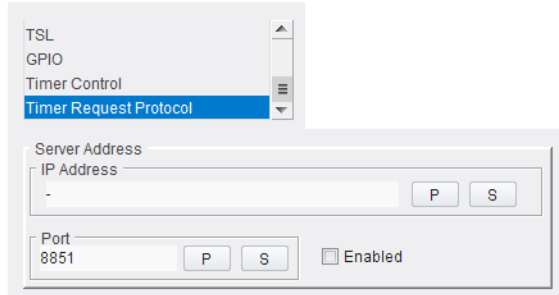 TSL
GPIO
Timer Control
Timer Request Protocol
Server Address
IP Address
- P S
Port
8851 P S Enabled